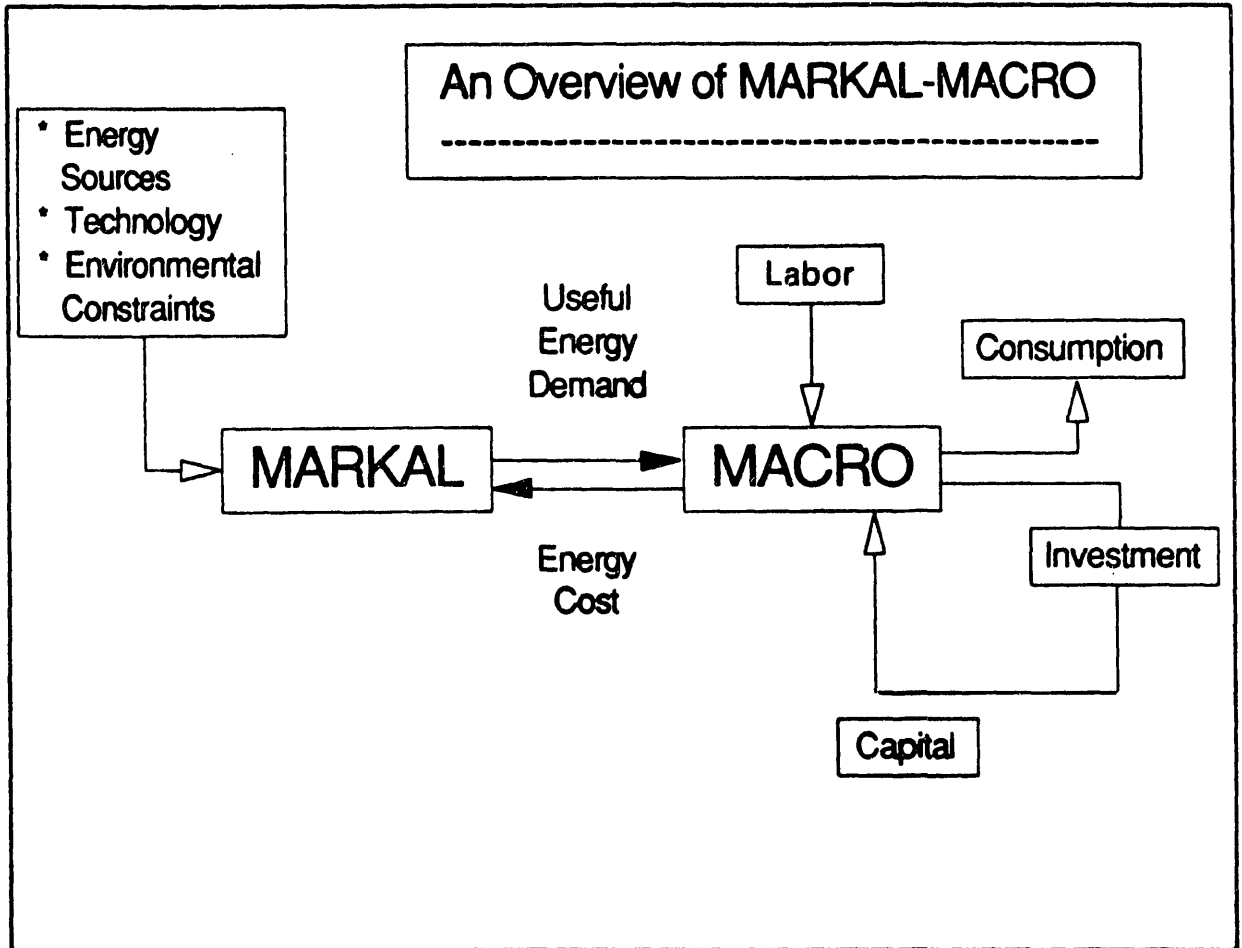 An Overview of MARKAL-MACRO
* Energy
Sources
* Technology
* Environmental
Constraints
Useful
Energy
Demand
Labor
Consumption
MARKAL
MACRO
Energy
Cost
Investment
Capital